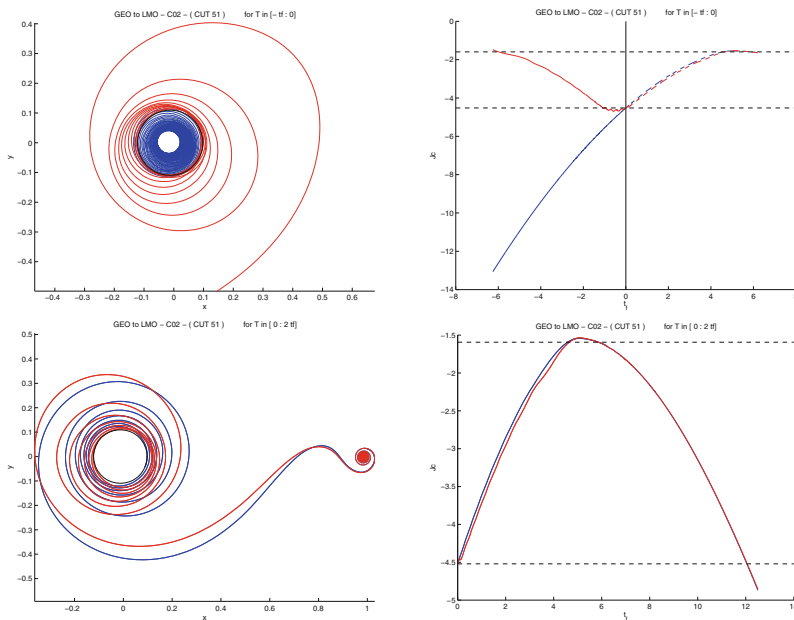 GEO to LMO − C02 − ( CUT 51 ) for T in [− tf : 0]
0.4
0.3
0.2
0.1
0
−0.1
−0.2
−0.3
−0.4
y
−0.4 −0.3 −0.2 −0.1 0 0.1 0.2 0.3 0.4 0.5 0.6
x
GEO to LMO − C02 − ( CUT 51 ) for T in [− tf : 0]
0
−2
−4
−6
−8
−10
−12
−14
Jc
−8 −6 −4 −2 0 2 4 6 8
t_f
GEO to LMO − C02 − ( CUT 51 ) for T in [ 0 : 2 tf]
0.5
0.4
0.3
0.2
0.1
0
−0.1
−0.2
−0.3
−0.4
−0.5
y
−0.2 0 0.2 0.4 0.6 0.8 1
x
GEO to LMO − C02 − ( CUT 51 ) for T in [ 0 : 2 tf]
−1.5
−2
−2.5
−3
−3.5
−4
−4.5
−5
Jc
0 2 4 6 8 10 12 14
t_f